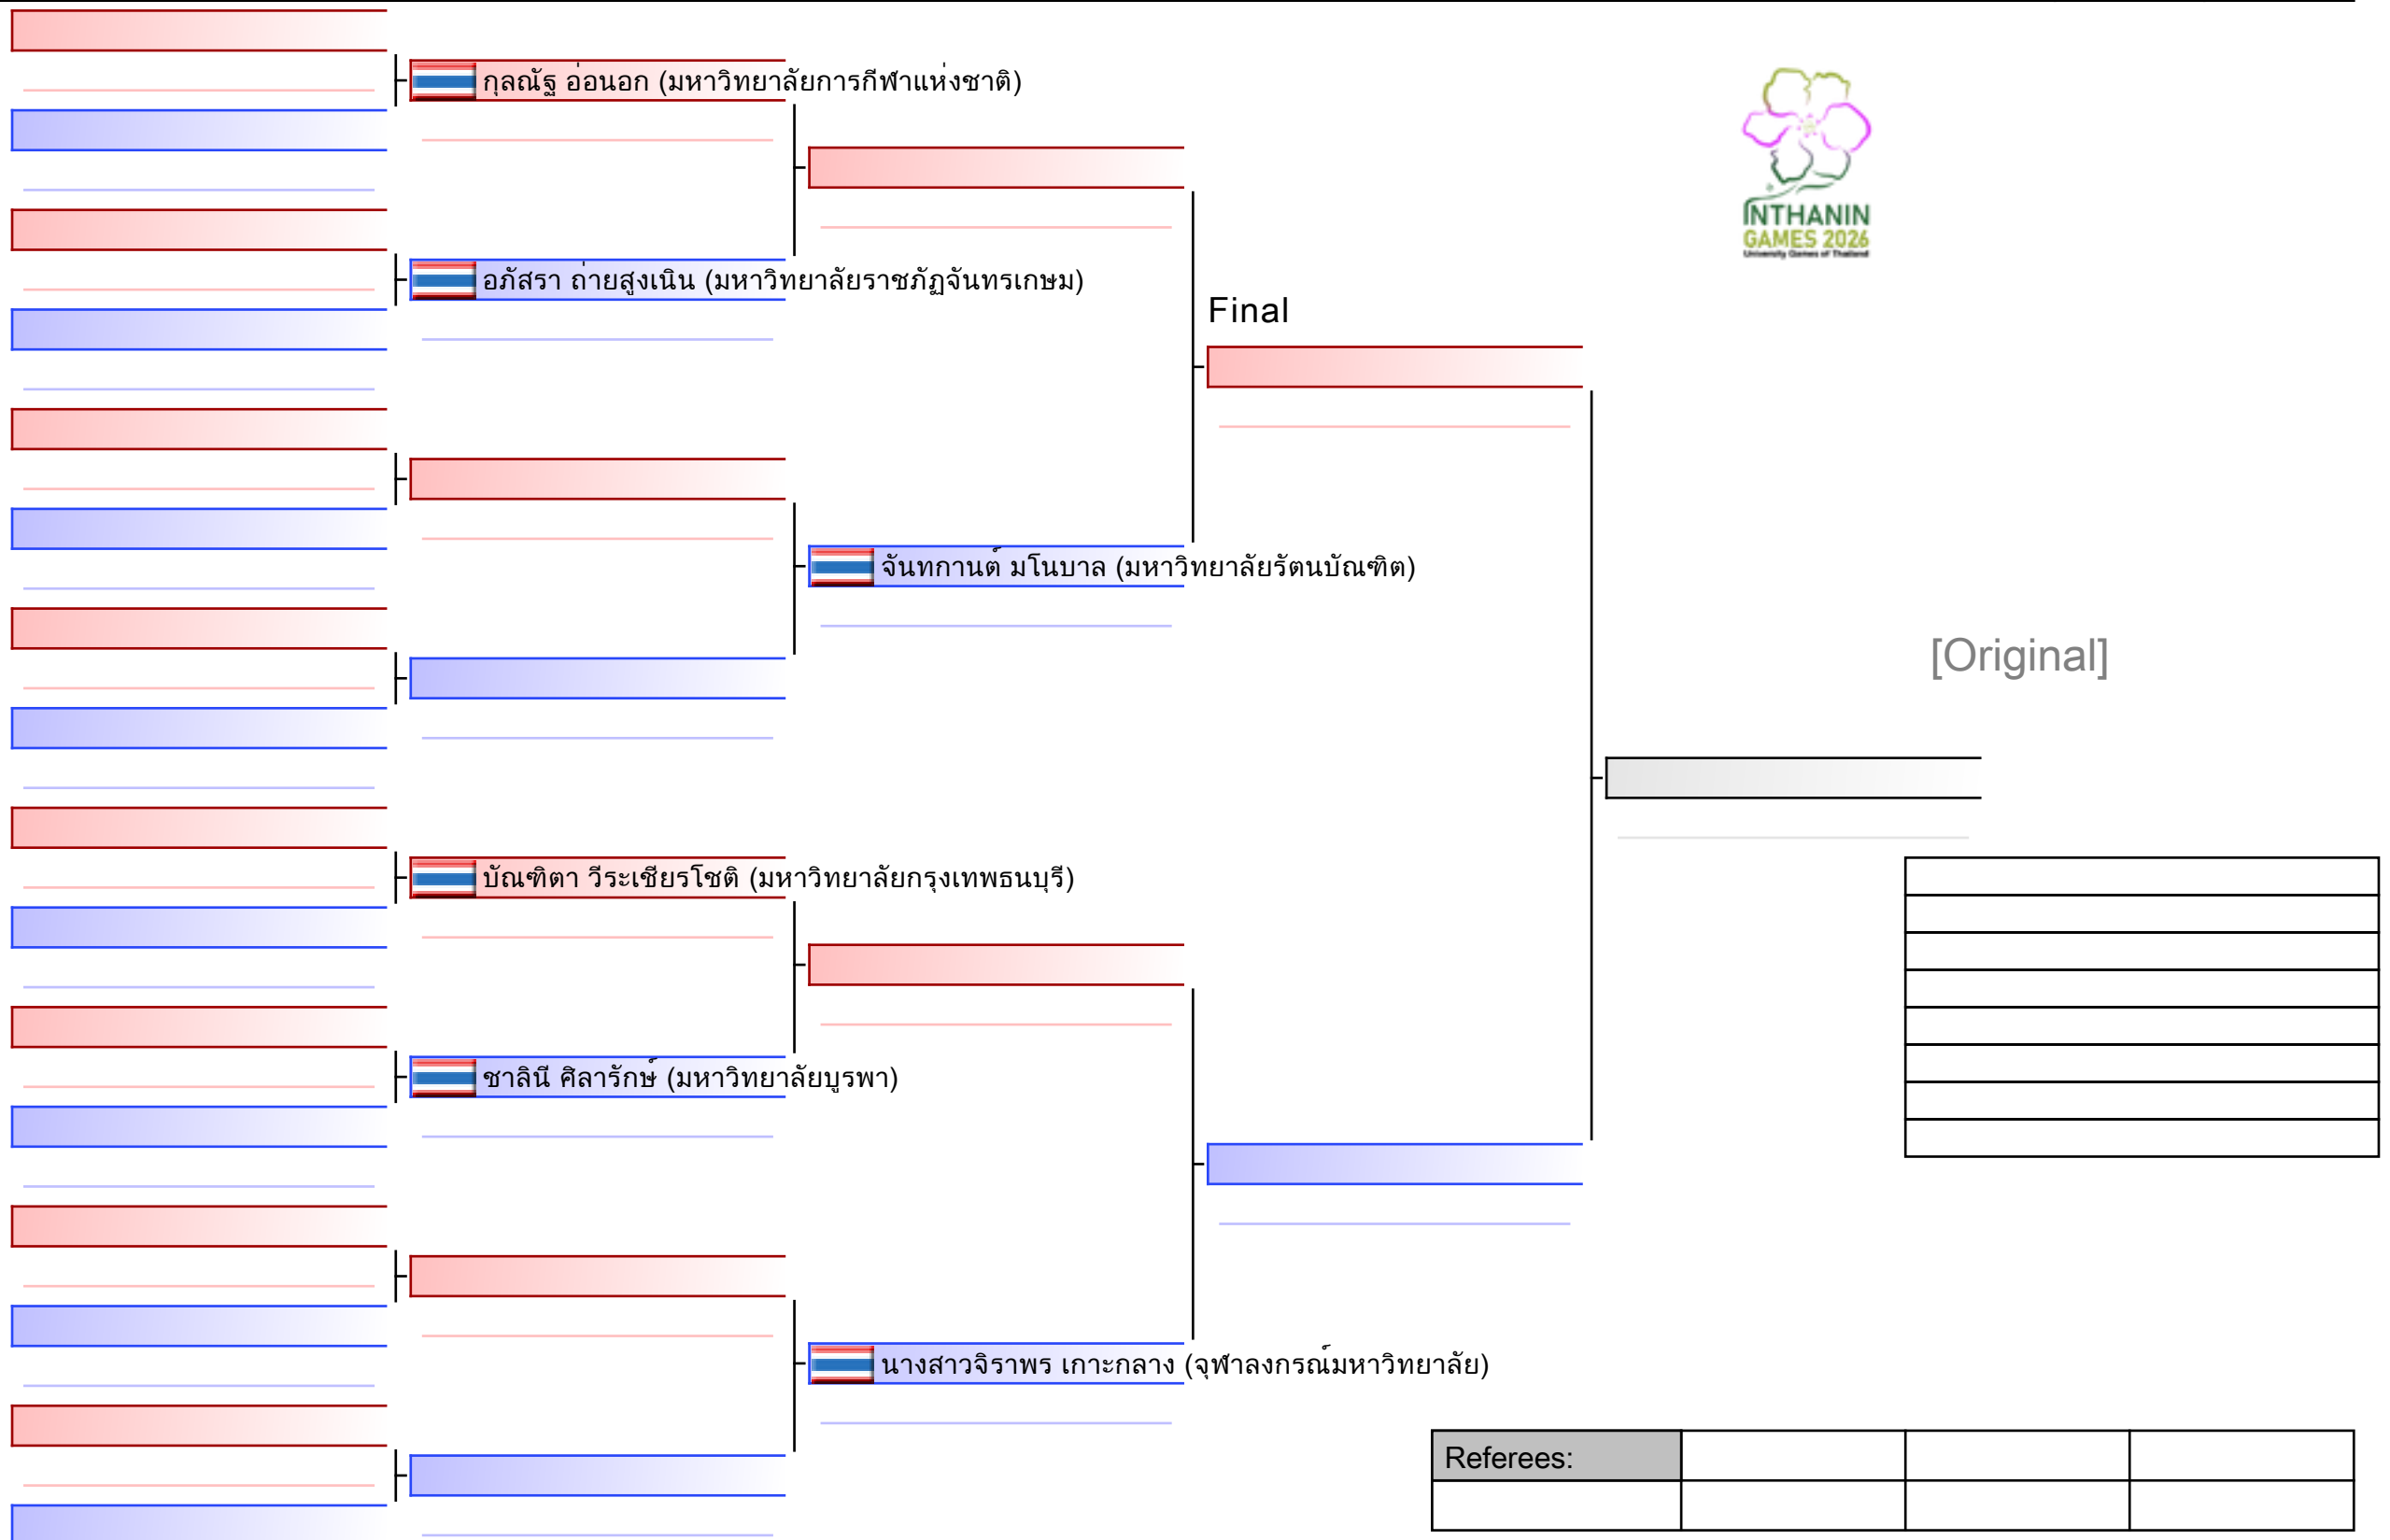 กุลณัฐ อ่อนอก (มหาวิทยาลัยการกีฬาแห่งชาติ)
INTHANIN
GAMES 2026
University Games of Thailand
อภัสรา ถ่ายสูงเนิน (มหาวิทยาลัยราชภัฏจันทรเกษม)
Final
จันทกานต์ มโนบาล (มหาวิทยาลัยรัตนบัณฑิต)
[Original]
บัณฑิตา วีระเชียรโชติ (มหาวิทยาลัยกรุงเทพธนบุรี)
ชาลินี ศิลารักษ์ (มหาวิทยาลัยบูรพา)
นางสาวจิราพร เกาะกลาง (จุฬาลงกรณ์มหาวิทยาลัย)
Referees: